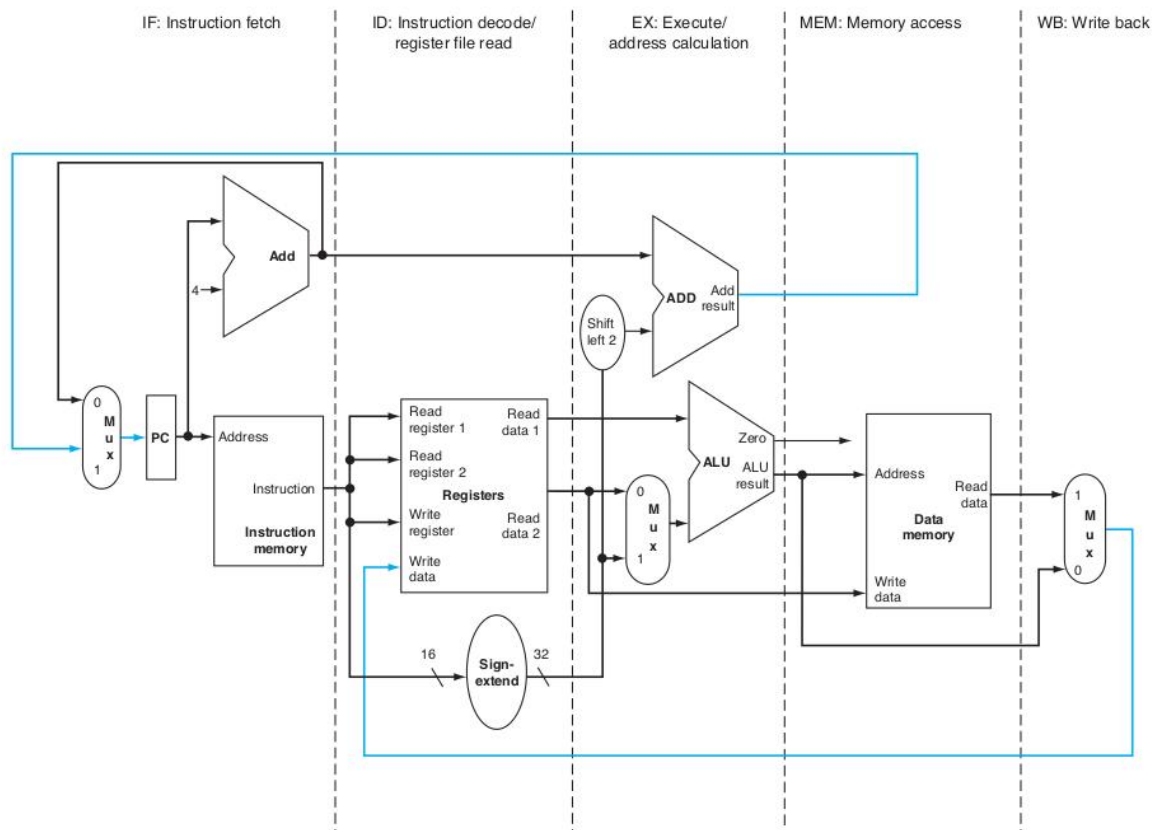 IF: Instruction fetch
ID: Instruction decode/
register file read
EX: Execute/
address calculation
MEM: Memory access
WB: Write back
Add
4
ADD
Add
result
Shift
left 2
0
M
u
x
1
PC
Address
Instruction
Instruction
memory
Read
register 1
Read
register 2
Registers
Write
register
Write
data
Read
data 1
Read
data 2
0
M
u
x
1
Zero
ALU
ALU
result
Address
Read
data
Data
memory
Write
data
1
M
u
x
0
16
Sign-
extend
32